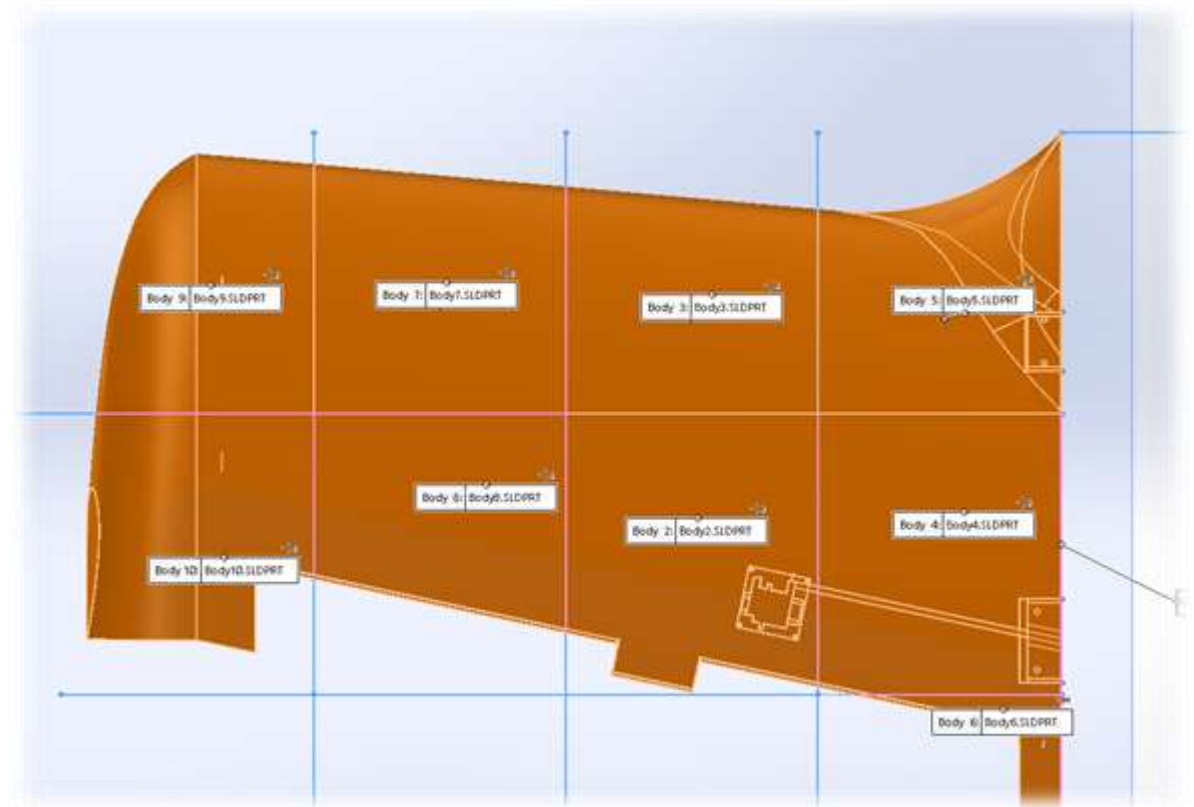 Body 9: Body9.SLDPRT
Body 7: Body7.SLDPRT
Body 3: Body3.SLDPRT
Body 5: Body5.SLDPRT
Body 8: Body8.SLDPRT
Body 2: Body2.SLDPRT
Body 4: Body4.SLDPRT
Body 10: Body10.SLDPRT
Body 6: Body6.SLDPRT